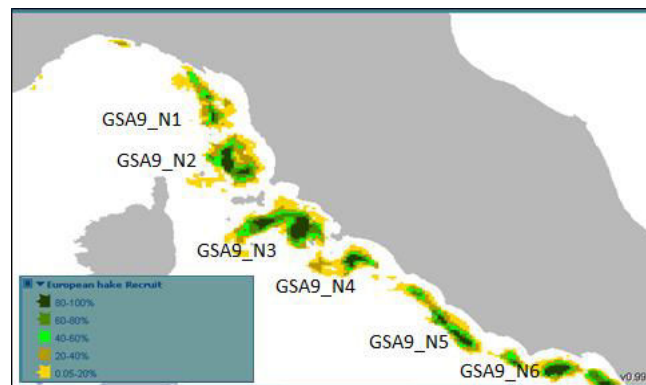 GSA9_N1
GSA9_N2
GSA9_N3
GSA9_N4
GSA9_N5
GSA9_N6
European hake Recruit
80-100%
60-80%
40-60%
20-40%
0.05-20%
v0.99